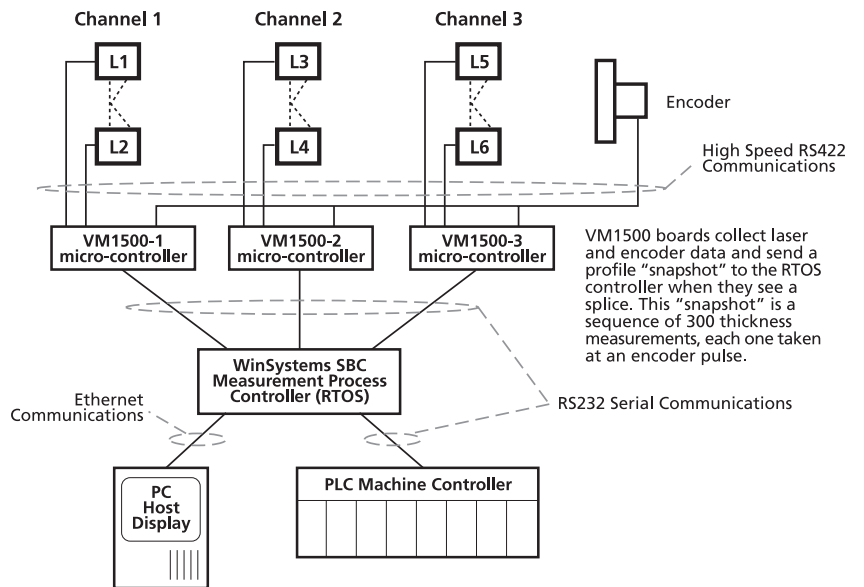 Channel 1
Channel 2
Channel 3
L1
L3
L5
Encoder
L2
L4
L6
High Speed RS422
Communications
VM1500-1
micro-controller
VM1500-2
micro-controller
VM1500-3
micro-controller
VM1500 boards collect laser
and encoder data and send a
profile “snapshot” to the RTOS
controller when they see a
splice. This “snapshot” is a
sequence of 300 thickness
measurements, each one taken
at an encoder pulse.
WinSystems SBC
Measurement Process
Controller (RTOS)
Ethernet
Communications
RS232 Serial Communications
PC
Host
Display
PLC Machine Controller